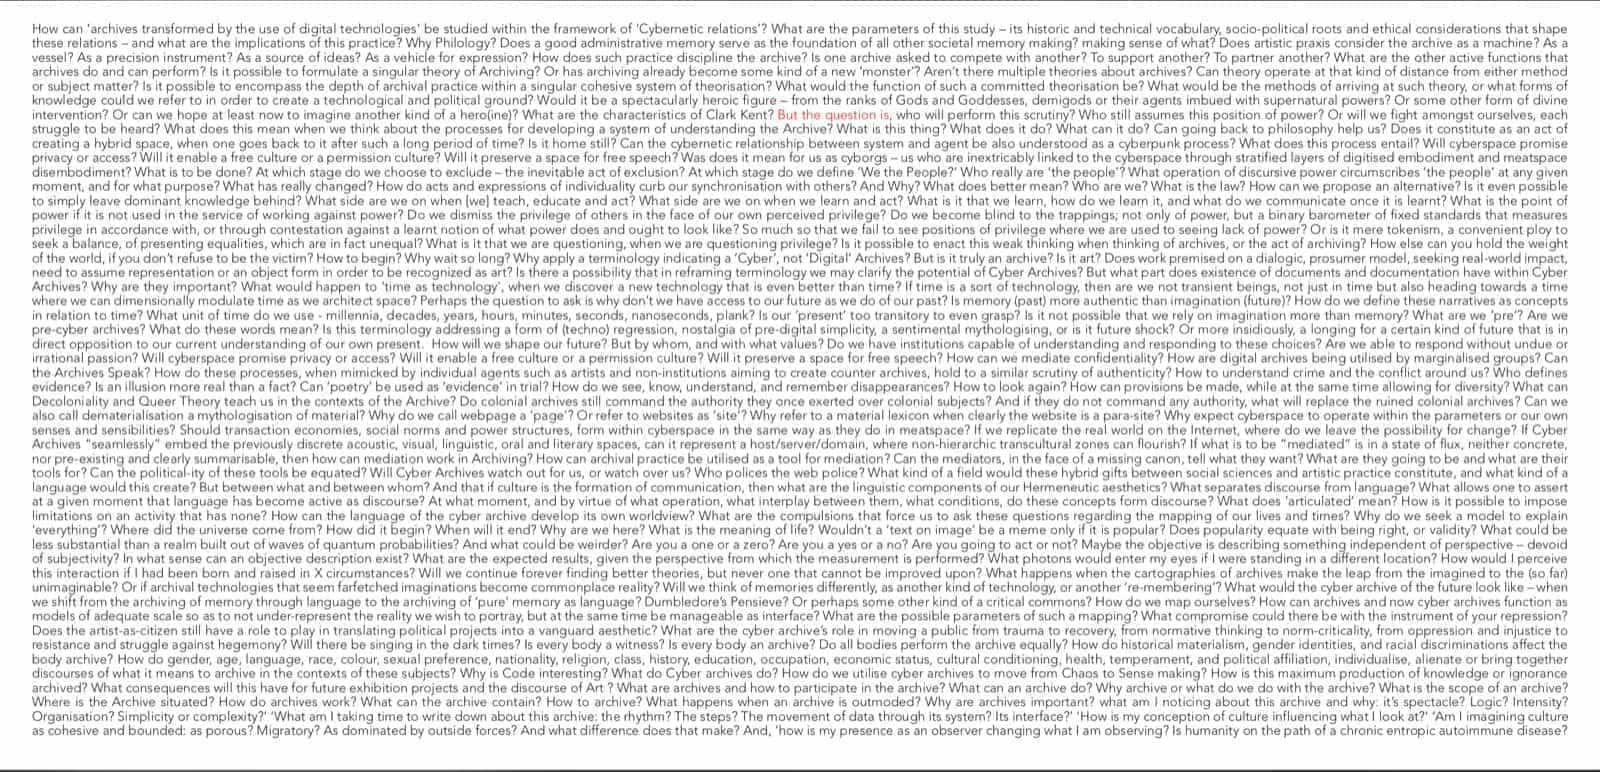 How can 'archives transformed by the use of digital technologies' be studied within the framework of 'Cybernetic relations'? What are the parameters of this study – its historic and technical vocabulary, socio-political roots and ethical considerations that shape
these relations – and what are the implications of this practice? Why Philology? Does a good administrative memory serve as the foundation of all other societal memory making? making sense of what? Does artistic praxis consider the archive as a machine? As a
vessel? As a precision instrument? As a source of ideas? As a vehicle for expression? How does such practice discipline the archive? Is one archive asked to compete with another? To support another? To partner another? What are the other active functions that
archives do and can perform? Is it possible to formulate a singular theory of Archiving? Or has archiving already become some kind of a new 'monster'? Aren't there multiple theories about archives? Can theory operate at that kind of distance from either method
or subject matter? Is it possible to encompass the depth of archival practice within a singular cohesive system of theorisation? What would the function of such a committed theorisation be? What would be the methods of arriving at such theory, or what forms of
knowledge could we refer to in order to create a technological and political ground? Would it be a spectacularly heroic figure – from the ranks of Gods and Goddesses, demigods or their agents imbued with supernatural powers? Or some other form of divine
intervention? Or can we hope at least now to imagine another kind of a hero(ine)? What are the characteristics of Clark Kent? But the question is, who will perform this scrutiny? Who still assumes this position of power? Or will we fight amongst ourselves, each
struggle to be heard? What does this mean when we think about the processes for developing a system of understanding the Archive? What is this thing? What does it do? What can it do? Can going back to philosophy help us? Does it constitute as an act of
creating a hybrid space, when one goes back to it after such a long period of time? Is it home still? Can the cybernetic relationship between system and agent be also understood as a cyberpunk process? What does this process entail? Will cyberspace promise
privacy or access? Will it enable a free culture or a permission culture? Will it preserve a space for free speech? Was does it mean for us as cyborgs – us who are inextricably linked to the cyberspace through stratified layers of digitised embodiment and meatspace
disembodiment? What is to be done? At which stage do we choose to exclude – the inevitable act of exclusion? At which stage do we define 'We the People?' Who really are 'the people'? What operation of discursive power circumscribes 'the people' at any given
moment, and for what purpose? What has really changed? How do acts and expressions of individuality curb our synchronisation with others? And Why? What does better mean? Who are we? What is the law? How can we propose an alternative? Is it even possible
to simply leave dominant knowledge behind? What side are we on when [we] teach, educate and act? What side are we on when we learn and act? What is it that we learn, how do we learn it, and what do we communicate once it is learnt? What is the point of
power if it is not used in the service of working against power? Do we dismiss the privilege of others in the face of our own perceived privilege? Do we become blind to the trappings; not only of power, but a binary barometer of fixed standards that measures
privilege in accordance with, or through contestation against a learnt notion of what power does and ought to look like? So much so that we fail to see positions of privilege where we are used to seeing lack of power? Or is it mere tokenism, a convenient ploy to
seek a balance, of presenting equalities, which are in fact unequal? What is it that we are questioning, when we are questioning privilege? Is it possible to enact this weak thinking when thinking of archives, or the act of archiving? How else can you hold the weight
of the world, if you don't refuse to be the victim? How to begin? Why wait so long? Why apply a terminology indicating a 'Cyber', not 'Digital' Archives? But is it truly an archive? Is it art? Does work premised on a dialogic, prosumer model, seeking real-world impact,
need to assume representation or an object form in order to be recognized as art? Is there a possibility that in reframing terminology we may clarify the potential of Cyber Archives? But what part does existence of documents and documentation have within Cyber
Archives? Why are they important? What would happen to 'time as technology', when we discover a new technology that is even better than time? If time is a sort of technology, then are we not transient beings, not just in time but also heading towards a time
where we can dimensionally modulate time as we architect space? Perhaps the question to ask is why don't we have access to our future as we do of our past? Is memory (past) more authentic than imagination (future)? How do we define these narratives as concepts
in relation to time? What unit of time do we use - millennia, decades, years, hours, minutes, seconds, nanoseconds, plank? Is our 'present' too transitory to even grasp? Is it not possible that we rely on imagination more than memory? What are we 'pre'? Are we
pre-cyber archives? What do these words mean? Is this terminology addressing a form of (techno) regression, nostalgia of pre-digital simplicity, a sentimental mythologising, or is it future shock? Or more insidiously, a longing for a certain kind of future that is in
direct opposition to our current understanding of our own present. How will we shape our future? But by whom, and with what values? Do we have institutions capable of understanding and responding to these choices? Are we able to respond without undue or
irrational passion? Will cyberspace promise privacy or access? Will it enable a free culture or a permission culture? Will it preserve a space for free speech? How can we mediate confidentiality? How are digital archives being utilised by marginalised groups? Can
the Archives Speak? How do these processes, when mimicked by individual agents such as artists and non-institutions aiming to create counter archives, hold to a similar scrutiny of authenticity? How to understand crime and the conflict around us? Who defines
evidence? Is an illusion more real than a fact? Can 'poetry' be used as 'evidence' in trial? How do we see, know, understand, and remember disappearances? How to look again? How can provisions be made, while at the same time allowing for diversity? What can
Decoloniality and Queer Theory teach us in the contexts of the Archive? Do colonial archives still command the authority they once exerted over colonial subjects? And if they do not command any authority, what will replace the ruined colonial archives? Can we
also call dematerialisation a mythologisation of material? Why do we call webpage a 'page'? Or refer to websites as 'site'? Why refer to a material lexicon when clearly the website is a para-site? Why expect cyberspace to operate within the parameters or our own
senses and sensibilities? Should transaction economies, social norms and power structures, form within cyberspace in the same way as they do in meatspace? If we replicate the real world on the Internet, where do we leave the possibility for change? If Cyber
Archives "seamlessly" embed the previously discrete acoustic, visual, linguistic, oral and literary spaces, can it represent a host/server/domain, where non-hierarchic transcultural zones can flourish? If what is to be "mediated" is in a state of flux, neither concrete,
nor pre-existing and clearly summarisable, then how can mediation work in Archiving? How can archival practice be utilised as a tool for mediation? Can the mediators, in the face of a missing canon, tell what they want? What are they going to be and what are their
tools for? Can the political-ity of these tools be equated? Will Cyber Archives watch out for us, or watch over us? Who polices the web police? What kind of a field would these hybrid gifts between social sciences and artistic practice constitute, and what kind of a
language would this create? But between what and between whom? And that if culture is the formation of communication, then what are the linguistic components of our Hermeneutic aesthetics? What separates discourse from language? What allows one to assert
at a given moment that language has become active as discourse? At what moment, and by virtue of what operation, what interplay between them, what conditions, do these concepts form discourse? What does 'articulated' mean? How is it possible to impose
limitations on an activity that has none? How can the language of the cyber archive develop its own worldview? What are the compulsions that force us to ask these questions regarding the mapping of our lives and times? Why do we seek a model to explain
'everything'? Where did the universe come from? How did it begin? When will it end? Why are we here? What is the meaning of life? Wouldn't a 'text on image' be a meme only if it is popular? Does popularity equate with being right, or validity? What could be
less substantial than a realm built out of waves of quantum probabilities? And what could be weirder? Are you a one or a zero? Are you a yes or a no? Are you going to act or not? Maybe the objective is describing something independent of perspective – devoid
of subjectivity? In what sense can an objective description exist? What are the expected results, given the perspective from which the measurement is performed? What photons would enter my eyes if I were standing in a different location? How would I perceive
this interaction if I had been born and raised in X circumstances? Will we continue forever finding better theories, but never one that cannot be improved upon? What happens when the cartographies of archives make the leap from the imagined to the (so far)
unimaginable? Or if archival technologies that seem farfetched imaginations become commonplace reality? Will we think of memories differently, as another kind of technology, or another 're-membering'? What would the cyber archive of the future look like – when
we shift from the archiving of memory through language to the archiving of 'pure' memory as language? Dumbledore's Pensieve? Or perhaps some other kind of a critical commons? How do we map ourselves? How can archives and now cyber archives function as
models of adequate scale so as to not under-represent the reality we wish to portray, but at the same time be manageable as interface? What are the possible parameters of such a mapping? What compromise could there be with the instrument of your repression?
Does the artist-as-citizen still have a role to play in translating political projects into a vanguard aesthetic? What are the cyber archive's role in moving a public from trauma to recovery, from normative thinking to norm-criticality, from oppression and injustice to
resistance and struggle against hegemony? Will there be singing in the dark times? Is every body a witness? Is every body an archive? Do all bodies perform the archive equally? How do historical materialism, gender identities, and racial discriminations affect the
body archive? How do gender, age, language, race, colour, sexual preference, nationality, religion, class, history, education, occupation, economic status, cultural conditioning, health, temperament, and political affiliation, individualise, alienate or bring together
discourses of what it means to archive in the contexts of these subjects? Why is Code interesting? What do Cyber archives do? How do we utilise cyber archives to move from Chaos to Sense making? How is this maximum production of knowledge or ignorance
archived? What consequences will this have for future exhibition projects and the discourse of Art ? What are archives and how to participate in the archive? What can an archive do? Why archive or what do we do with the archive? What is the scope of an archive?
Where is the Archive situated? How do archives work? What can the archive contain? How to archive? What happens when an archive is outmoded? Why are archives important? what am I noticing about this archive and why: it's spectacle? Logic? Intensity?
Organisation? Simplicity or complexity?' 'What am I taking time to write down about this archive: the rhythm? The steps? The movement of data through its system? Its interface?' 'How is my conception of culture influencing what I look at?' 'Am I imagining culture
as cohesive and bounded: as porous? Migratory? As dominated by outside forces? And what difference does that make? And, 'how is my presence as an observer changing what I am observing? Is humanity on the path of a chronic entropic autoimmune disease?